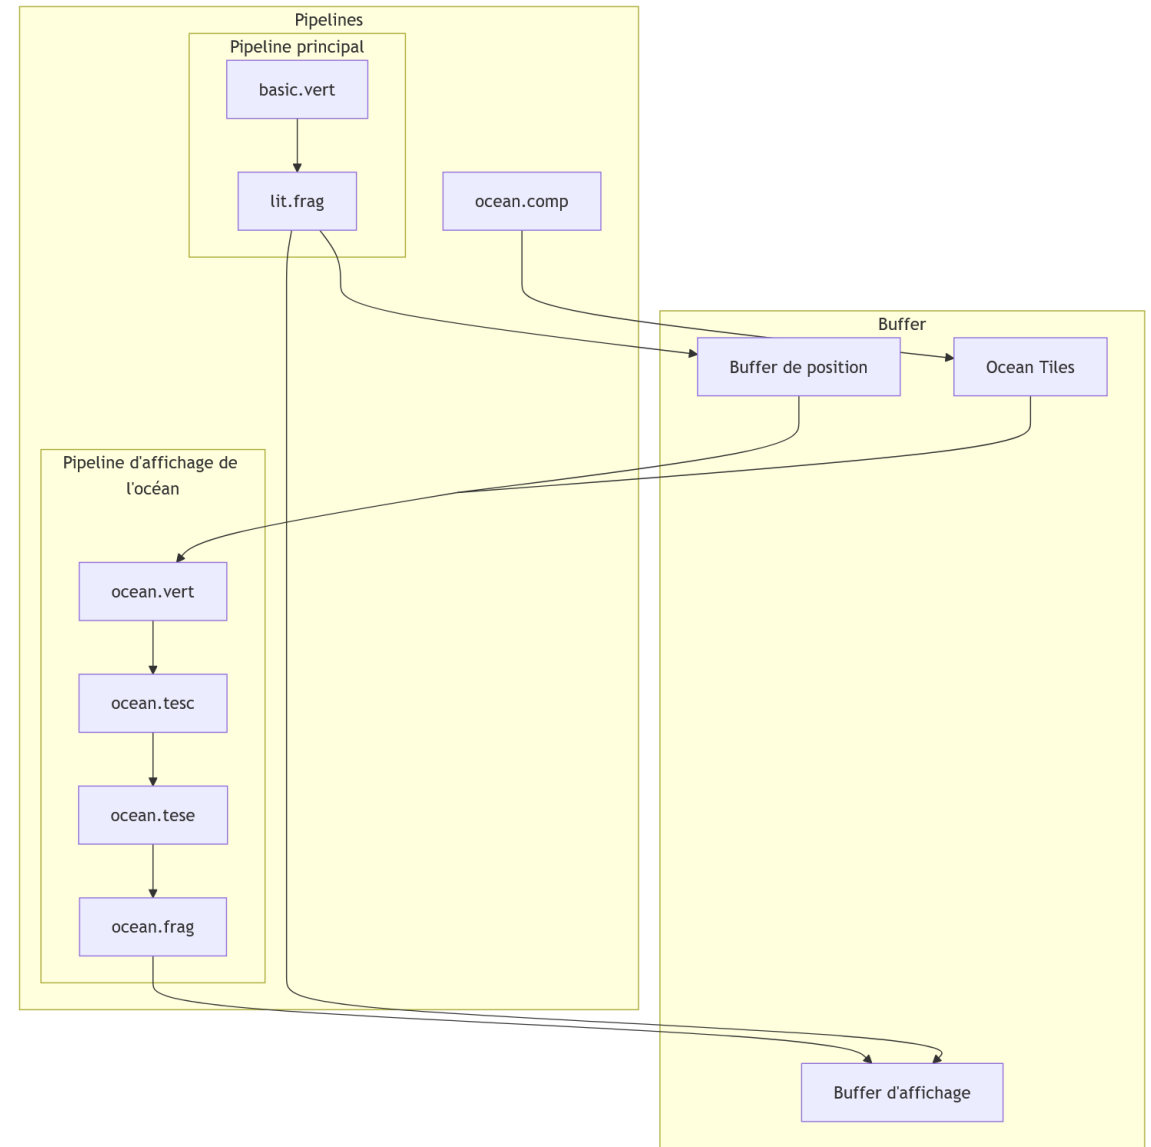 Pipelines
Pipeline principal
basic.vert
lit.frag
ocean.comp
Buffer
Buffer de position
Ocean Tiles
Pipeline d'affichage de
l'océan
ocean.vert
ocean.tesc
ocean.tese
ocean.frag
Buffer d'affichage